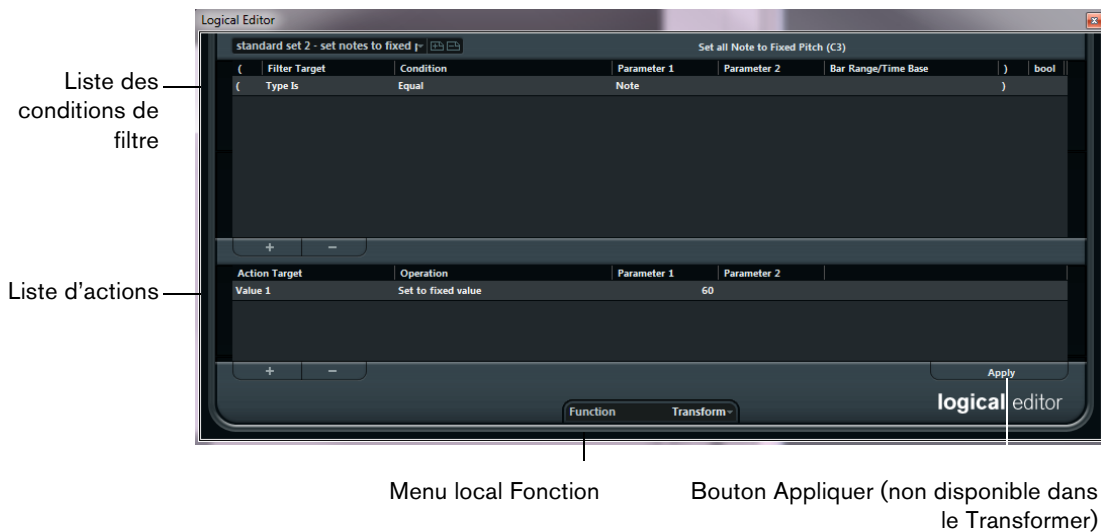 Logical Editor
standard set 2 - set notes to fixed
Set all Note to Fixed Pitch (C3)
( Filter Target Condition Parameter 1 Parameter 2 Bar Range/Time Base ) bool
( Type Is Equal Note )
Liste des
conditions de
filtre
+ −
Action Target Operation Parameter 1 Parameter 2
Value 1 Set to fixed value 60
Liste d'actions
+ −
Apply
logical editor
Function Transform
Menu local Fonction
Bouton Appliquer (non disponible dans
le Transformer)